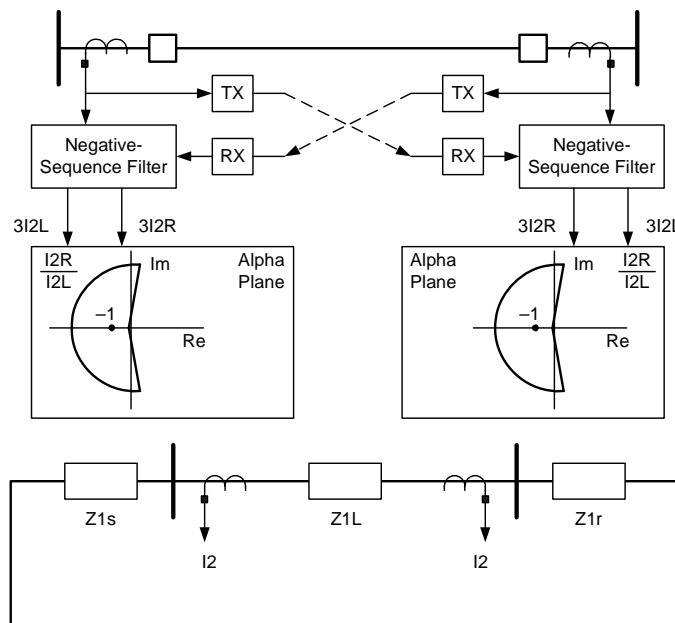 TX
TX
Negative-
Sequence Filter
RX
RX
Negative-
Sequence Filter
3I2L
3I2R
3I2R
3I2L
I2R
I2L
Im
Alpha
Plane
–1
Re
Alpha
Plane
Im
I2R
I2L
–1
Re
Z1s
Z1L
Z1r
I2
I2